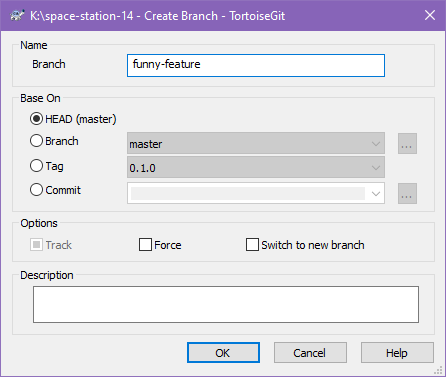 K:\space-station-14 - Create Branch - TortoiseGit
Name
Branch funny-feature
Base On
HEAD (master)
Branch master ...
Tag 0.1.0
Commit ...
Options
Track Force Switch to new branch
Description
OK Cancel Help